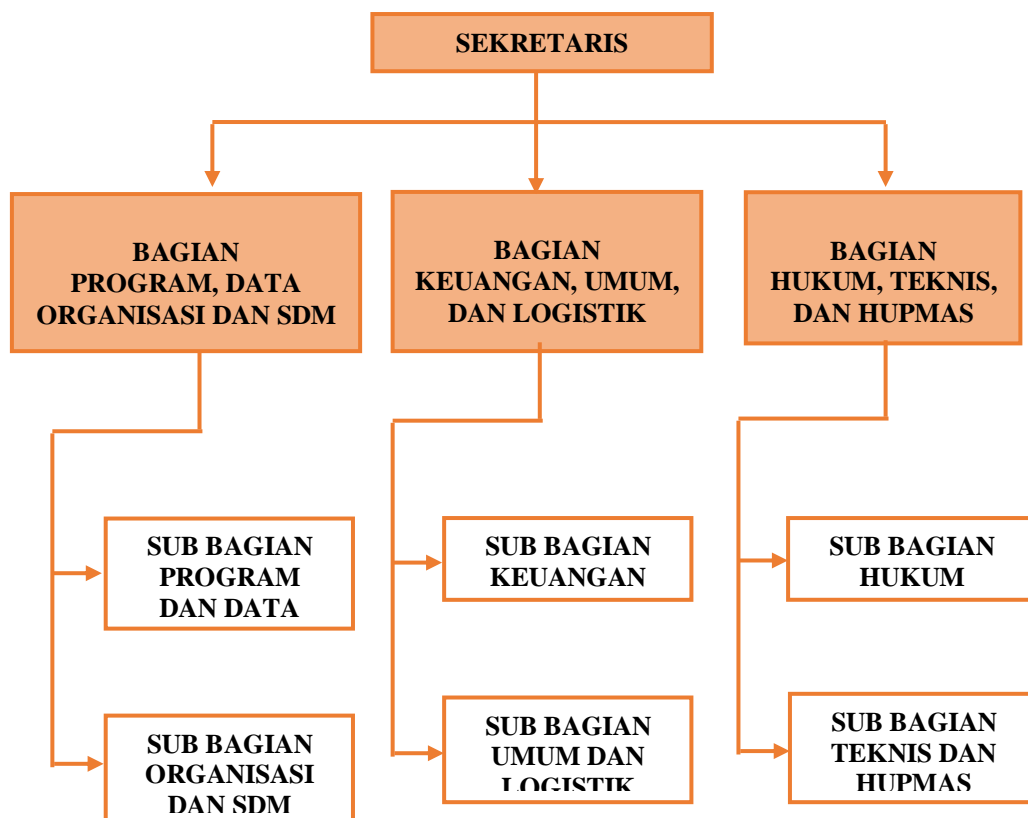 SEKRETARIS
BAGIAN
PROGRAM, DATA
ORGANISASI DAN SDM
BAGIAN
KEUANGAN, UMUM,
DAN LOGISTIK
BAGIAN
HUKUM, TEKNIS,
DAN HUPMAS
SUB BAGIAN
PROGRAM
DAN DATA
SUB BAGIAN
KEUANGAN
SUB BAGIAN
HUKUM
SUB BAGIAN
ORGANISASI
DAN SDM
SUB BAGIAN
UMUM DAN
LOGISTIK
SUB BAGIAN
TEKNIS DAN
HUPMAS